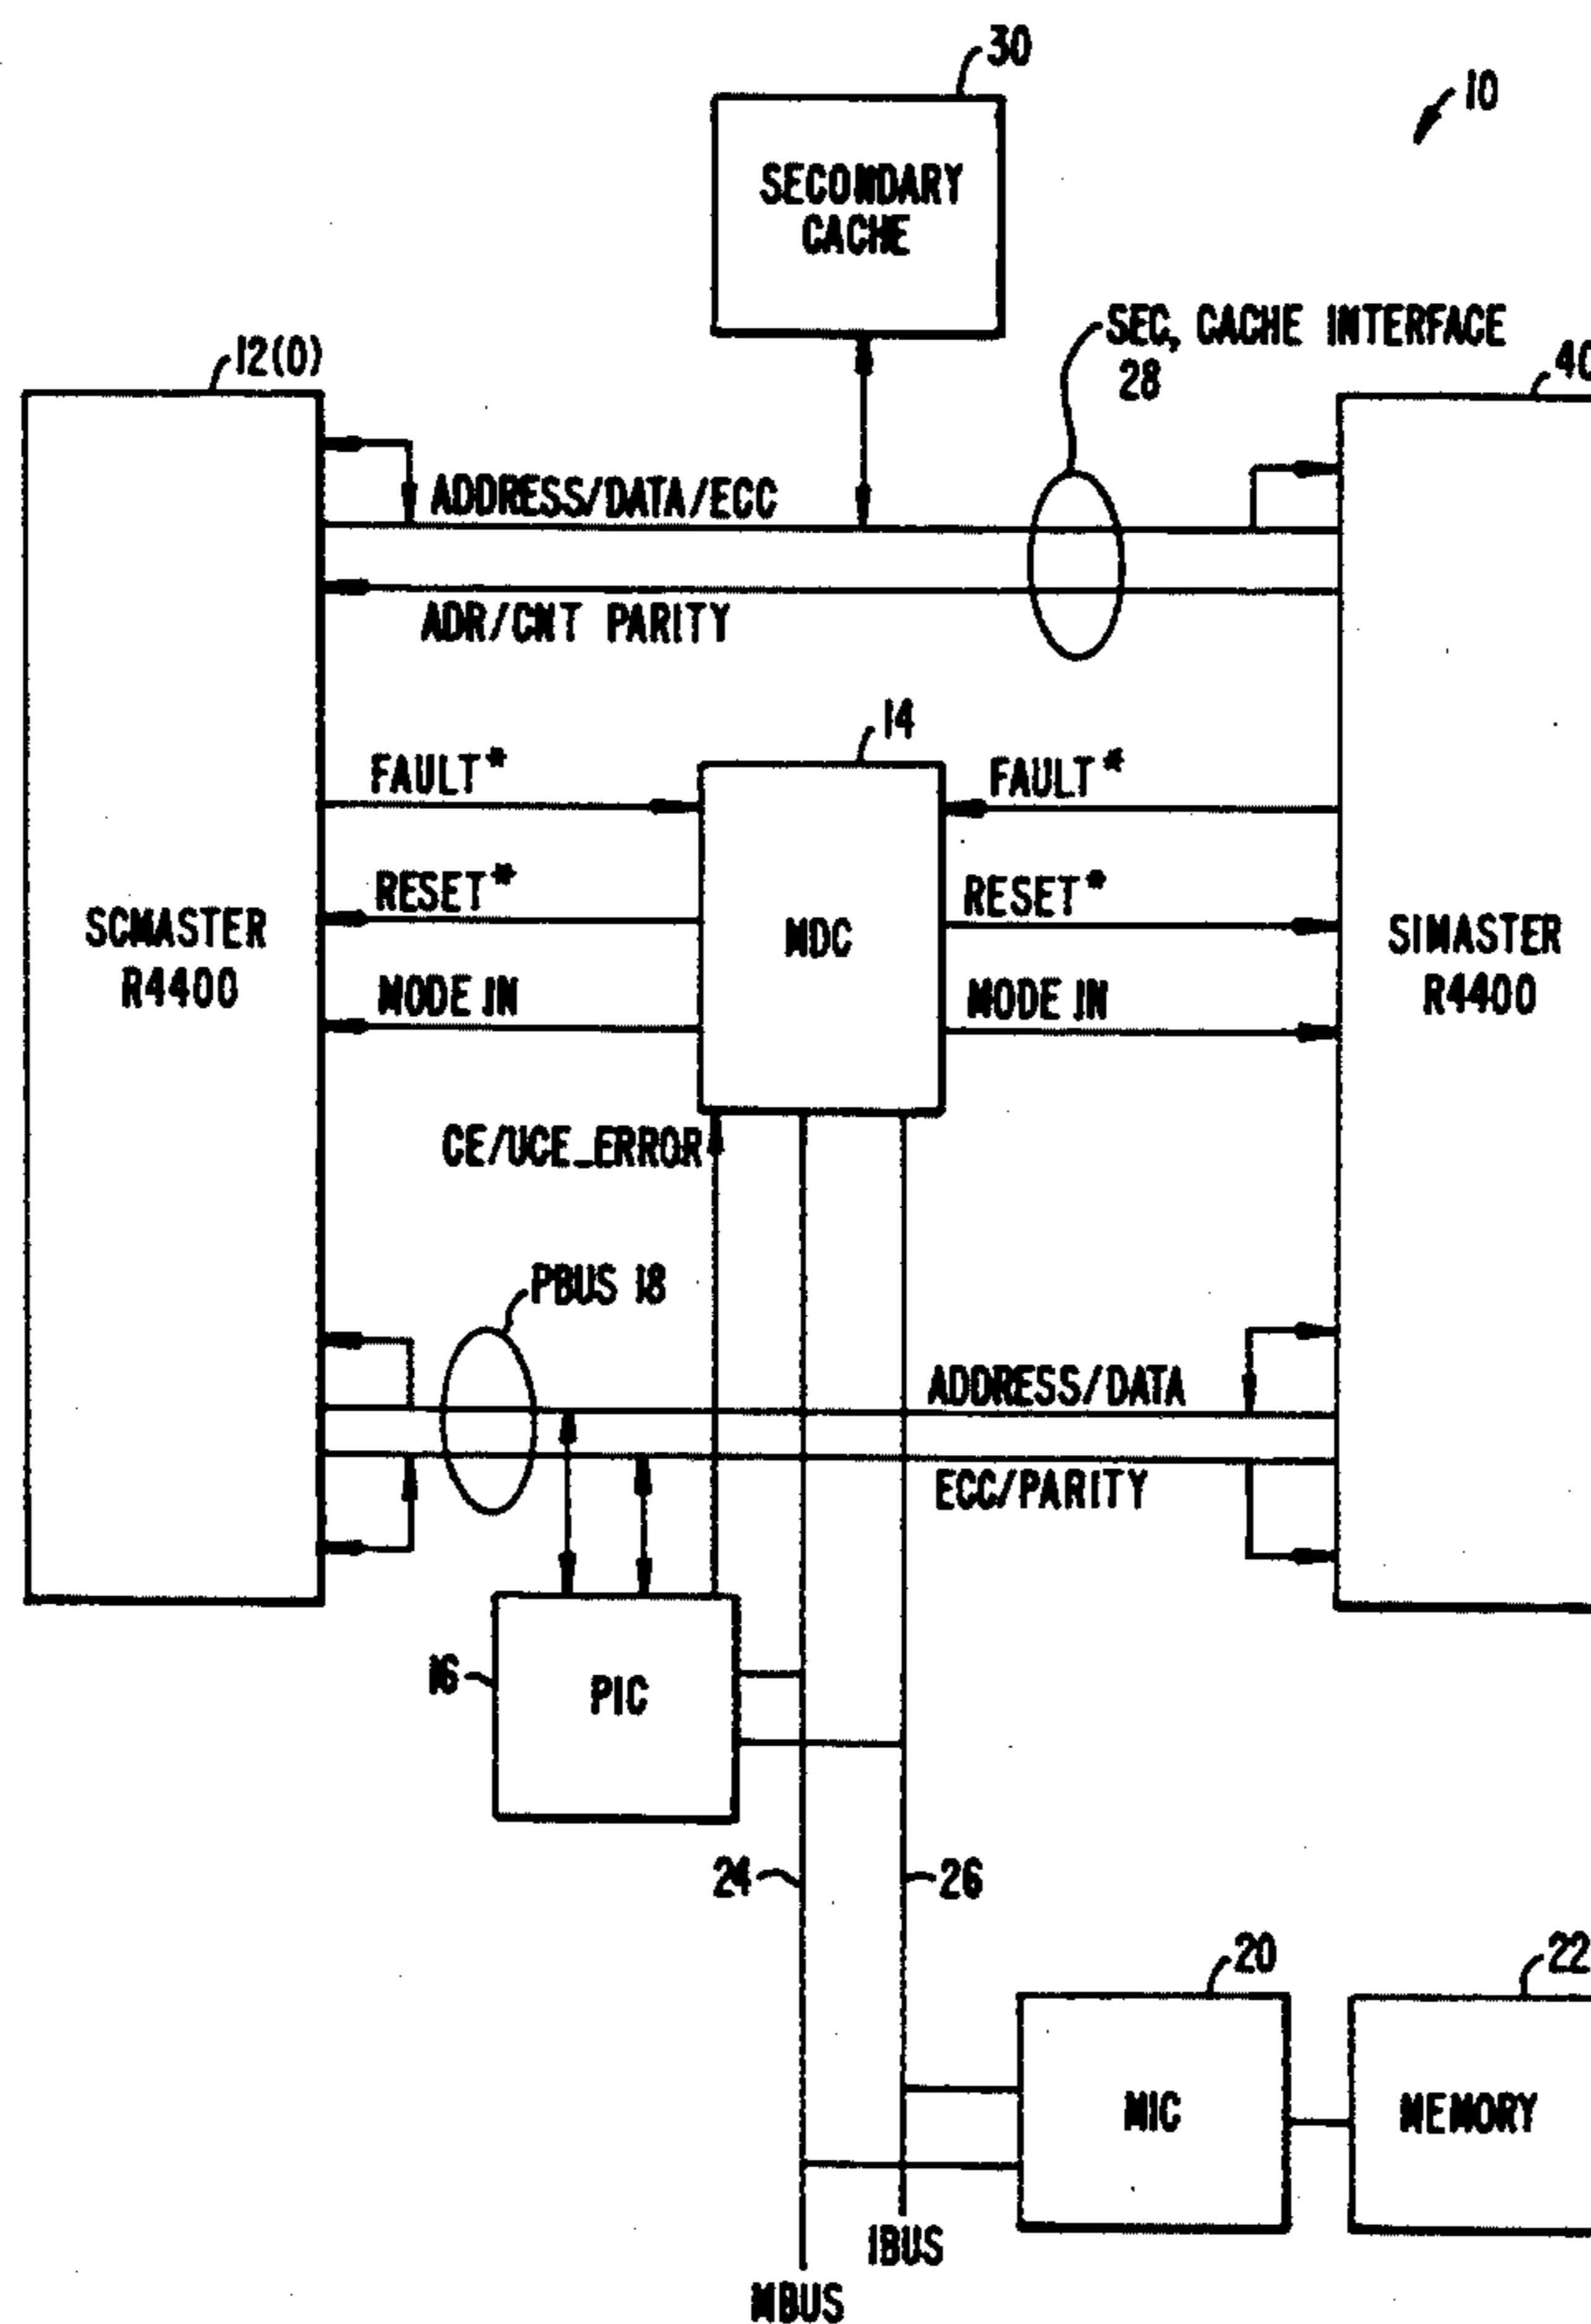 30
10
SECONDARY
CACHE
SEC, CACHE INTERFACE
28
12(0)
40
ADDRESS/DATA/ECC
ADR/CNT PARITY
14
FAULT*
FAULT*
RESET*
RESET*
SCMASTER
R4400
MDC
SIMASTER
R4400
MODE IN
MODE IN
CE/UCE_ERROR
PBUS 18
ADDRESS/DATA
ECC/PARITY
16
PIC
24
26
20
22
MIC
MEMORY
IBUS
MBUS